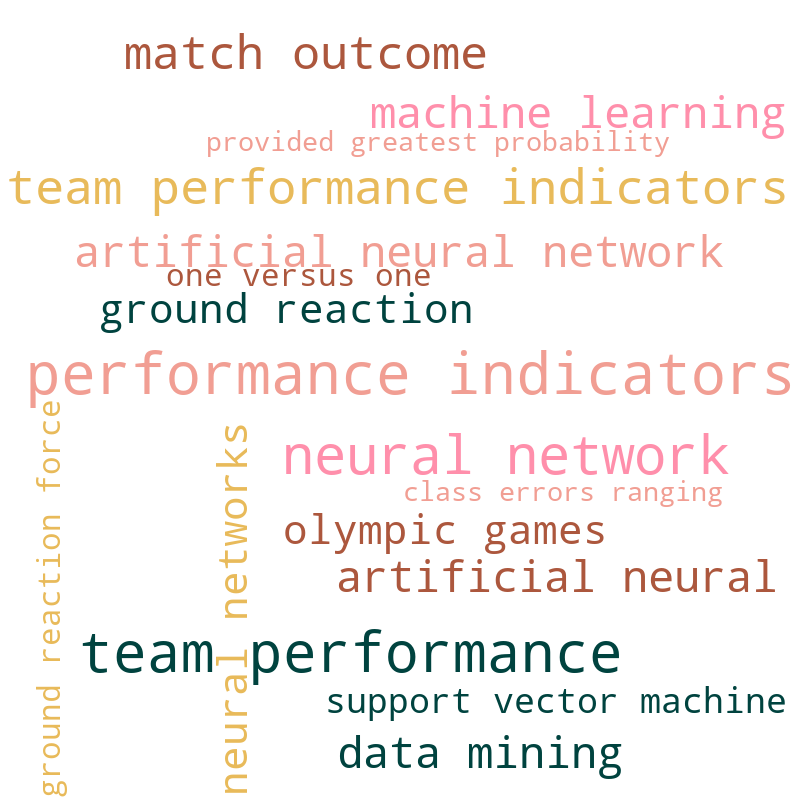 match outcome
machine learning
provided greatest probability
team performance indicators
artificial neural network
one versus one
ground reaction
performance indicators
ground reaction force
neural networks
neural network
class errors ranging
olympic games
artificial neural
team performance
support vector machine
data mining